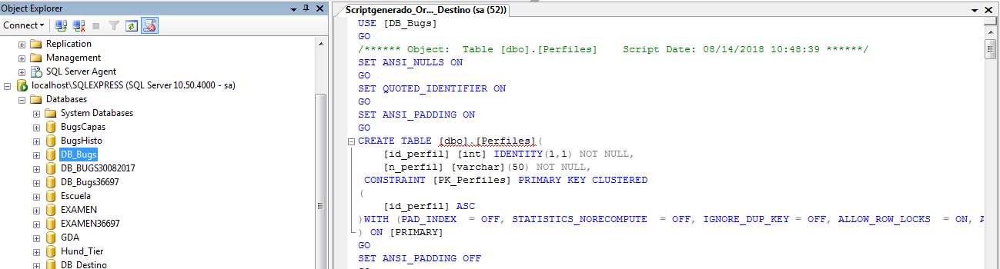 Object Explorer
Connect
Replication
Management
SQL Server Agent
localhost\SQLEXPRESS (SQL Server 10.50.4000 - sa)
Databases
System Databases
BugsCapas
BugsHisto
DB_Bugs
DB_BUGS30082017
DB_Bugs36697
Escuela
EXAMEN
EXAMEN36697
GDA
Hund_Tier
DB_Destino
Scriptgenerado_Or..._Destino (sa (52))
USE [DB_Bugs]
GO
/****** Object:  Table [dbo].[Perfiles]    Script Date: 08/14/2018 10:48:39 ******/
SET ANSI_NULLS ON
GO
SET QUOTED_IDENTIFIER ON
GO
SET ANSI_PADDING ON
GO
CREATE TABLE [dbo].[Perfiles](
[id_perfil] [int] IDENTITY(1,1) NOT NULL,
[n_perfil] [varchar](50) NOT NULL,
CONSTRAINT [PK_Perfiles] PRIMARY KEY CLUSTERED
(
[id_perfil] ASC
)WITH (PAD_INDEX  = OFF, STATISTICS_NORECOMPUTE  = OFF, IGNORE_DUP_KEY = OFF, ALLOW_ROW_LOCKS  = ON,
) ON [PRIMARY]
GO
SET ANSI_PADDING OFF